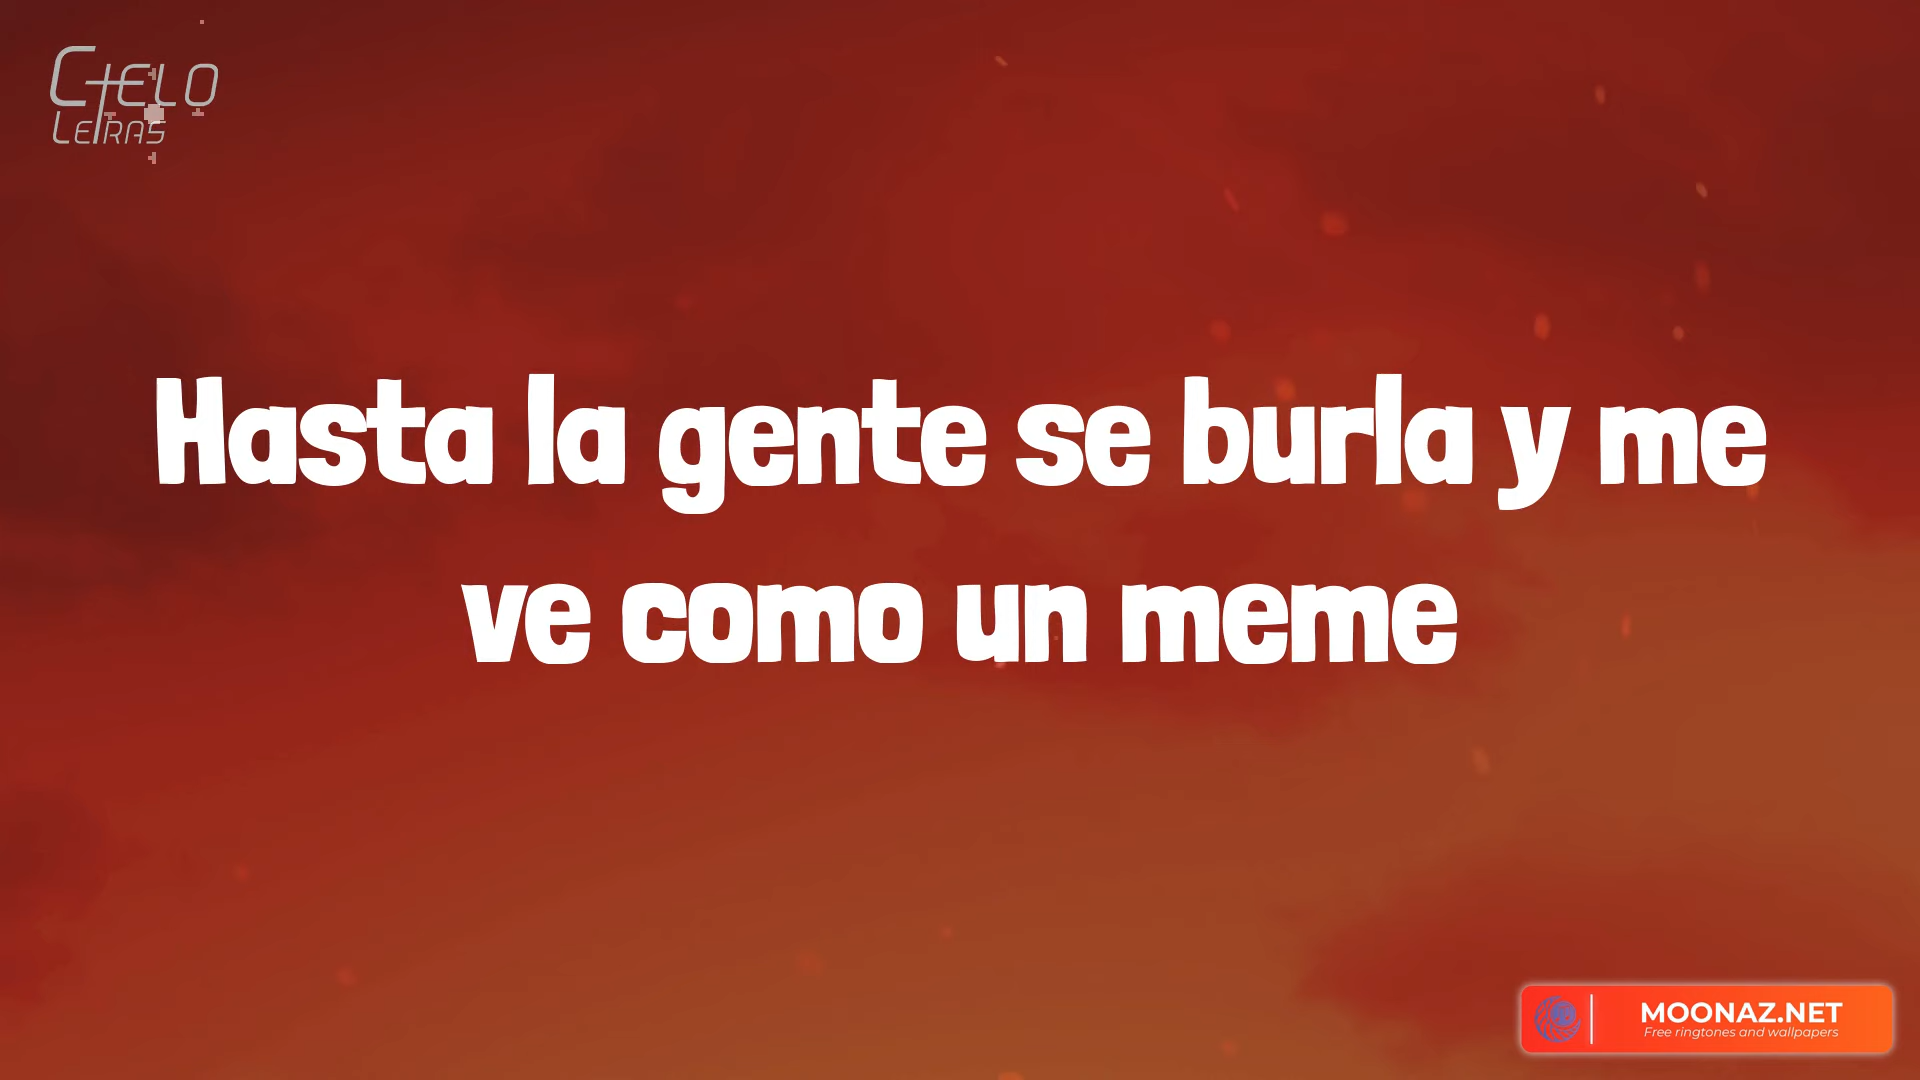 CIELO
LETRAS
Hasta la gente se burla y me
ve como un meme
MOONAZ.NET
Free ringtones and wallpapers